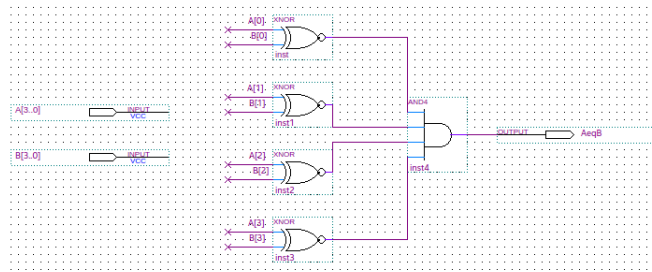 A[0]. XNOR
B[0]
inst
A[1]. XNOR
B[1]
inst1
A[3..0] INPUT
VCC
AND4
OUTPUT AeqB
B[3..0] INPUT
VCC
A[2] XNOR
B[2]
inst2
inst4
A[3]. XNOR
B[3]
inst3